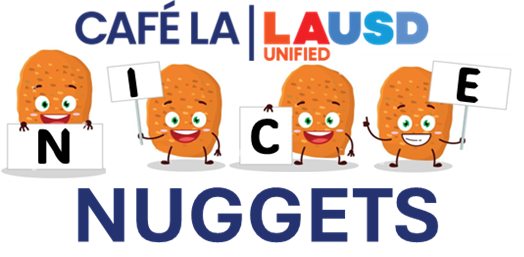 CAFÉ LA | LAUSD
UNIFIED
N I C E
NUGGETS